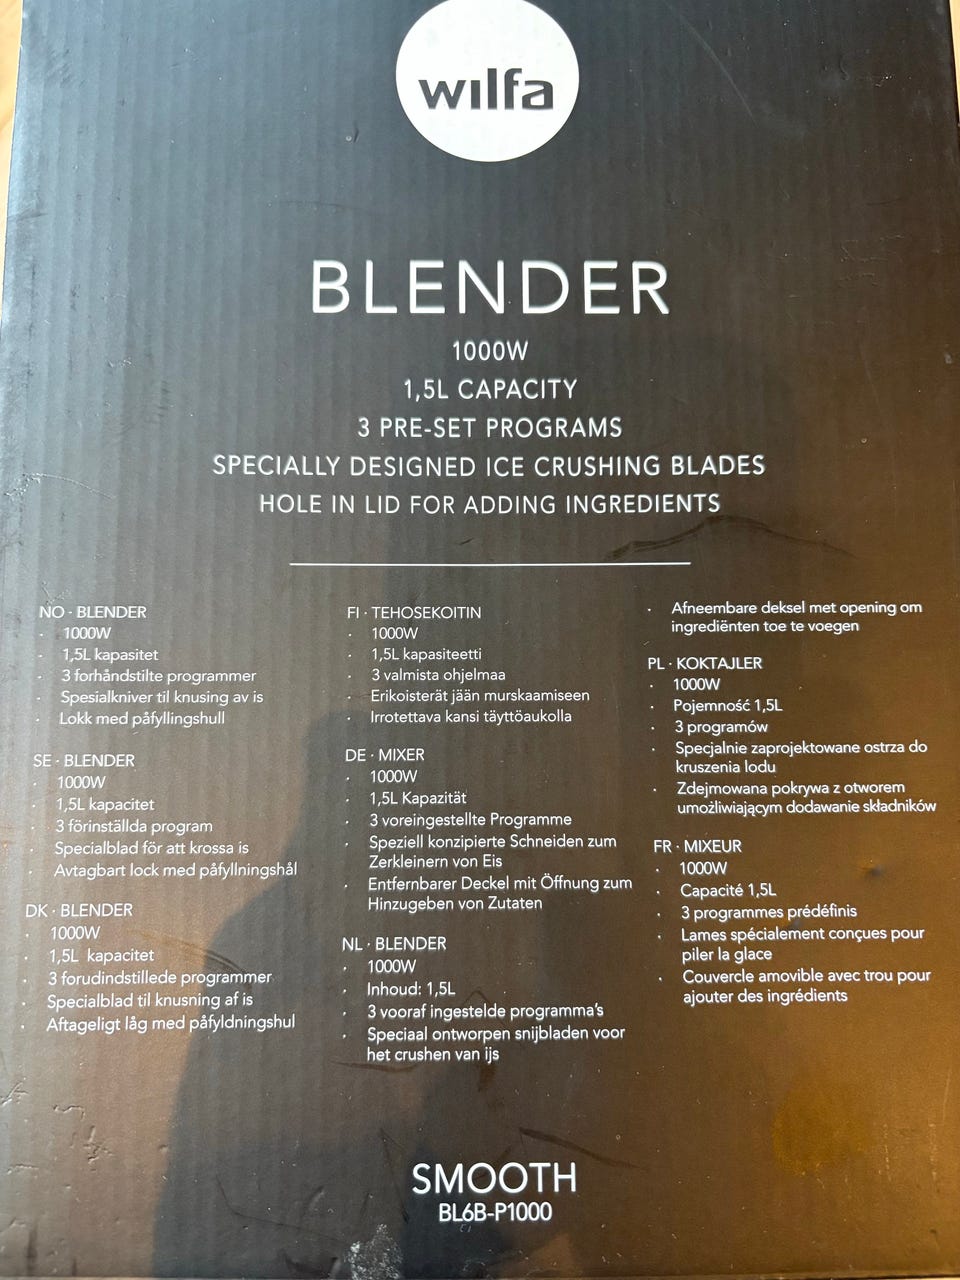 wilfa
BLENDER
1000W
1,5L CAPACITY
3 PRE-SET PROGRAMS
SPECIALLY DESIGNED ICE CRUSHING BLADES
HOLE IN LID FOR ADDING INGREDIENTS
NO · BLENDER
· 1000W
· 1,5L kapasitet
· 3 forhåndstilte programmer
· Spesialkniver til knusing av is
· Lokk med påfyllingshull
SE · BLENDER
· 1000W
· 1,5L kapacitet
· 3 förinställda program
· Specialblad för att krossa is
· Avtagbart lock med påfyllningshål
DK · BLENDER
· 1000W
· 1,5L kapacitet
· 3 forudindstillede programmer
· Specialblad til knusning af is
· Aftageligt låg med påfyldningshul
FI · TEHOSEKOITIN
· 1000W
· 1,5L kapasiteetti
· 3 valmista ohjelmaa
· Erikoisterät jään murskaamiseen
· Irrotettava kansi täyttöaukolla
DE · MIXER
· 1000W
· 1,5L Kapazität
· 3 voreingestellte Programme
· Speziell konzipierte Schneiden zum
Zerkleinern von Eis
· Entfernbarer Deckel mit Öffnung zum
Hinzugeben von Zutaten
NL · BLENDER
· 1000W
· Inhoud: 1,5L
· 3 vooraf ingestelde programma's
· Speciaal ontworpen snijbladen voor
het crushen van ijs
· Afneembare deksel met opening om
ingrediënten toe te voegen
PL · KOKTAJLER
· 1000W
· Pojemność 1,5L
· 3 programów
· Specjalnie zaprojektowane ostrza do
kruszenia lodu
· Zdejmowana pokrywa z otworem
umożliwiającym dodawanie składników
FR · MIXEUR
· 1000W
· Capacité 1,5L
· 3 programmes prédéfinis
· Lames spécialement conçues pour
piler la glace
· Couvercle amovible avec trou pour
ajouter des ingrédients
SMOOTH
BL6B-P1000